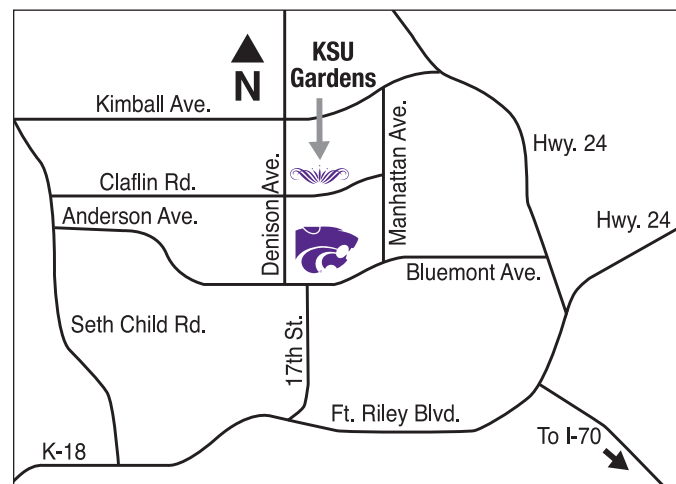 KSU
Gardens
N
Kimball Ave.
Manhattan Ave.
Hwy. 24
Denison Ave.
Claflin Rd.
Anderson Ave.
Hwy. 24
Bluemont Ave.
Seth Child Rd.
17th St.
Ft. Riley Blvd.
To I-70
K-18